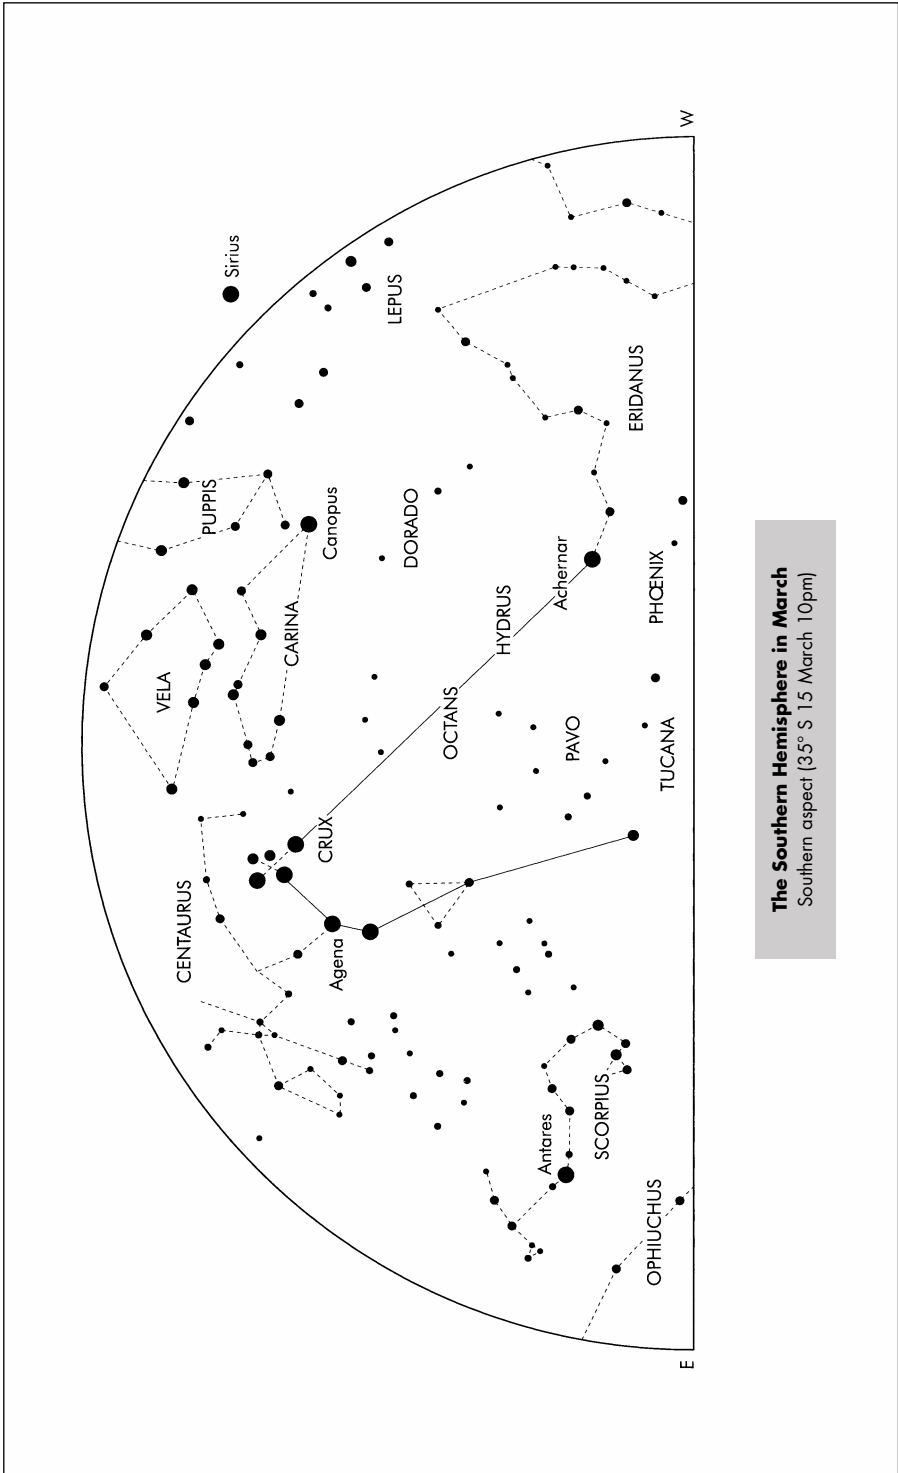 Sirius
PUPPIS
LEPUS
VELA
Canopus
CARINA
DORADO
ERIDANUS
CENTAURUS
CRUX
OCTANS
HYDRUS
Achernar
PHŒNIX
Agena
PAVO
TUCANA
Antares
SCORPIUS
OPHIUCHUS
E
W
The Southern Hemisphere in March
Southern aspect (35° S 15 March 10pm)